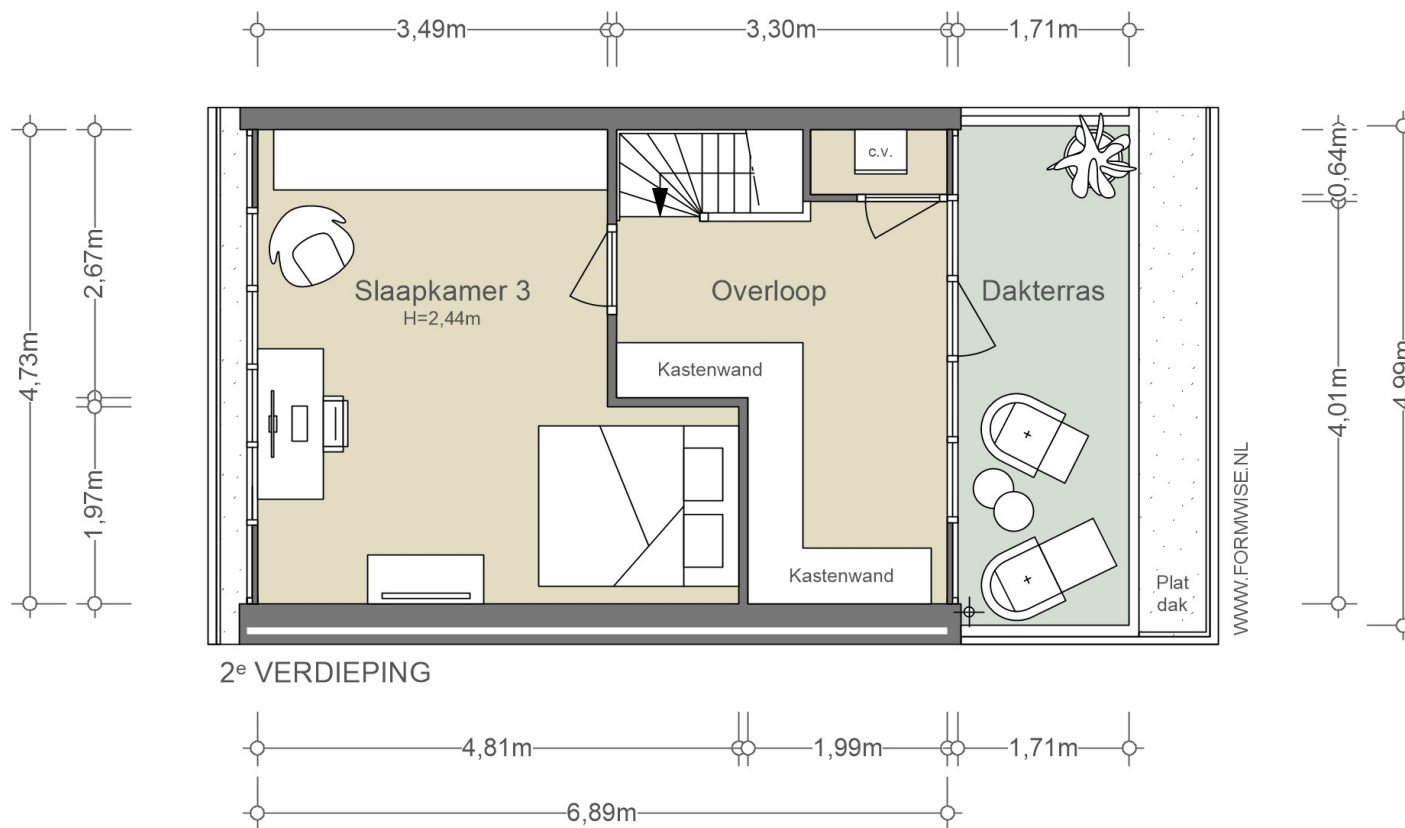 3,49m
3,30m
1,71m
4,73m
2,67m
1,97m
0,64m
4,01m
4,99m
c.v.
Slaapkamer 3
H=2,44m
Overloop
Dakterras
Kastenwand
Kastenwand
Plat
dak
WWW.FORMWISE.NL
2e VERDIEPING
4,81m
1,99m
1,71m
6,89m